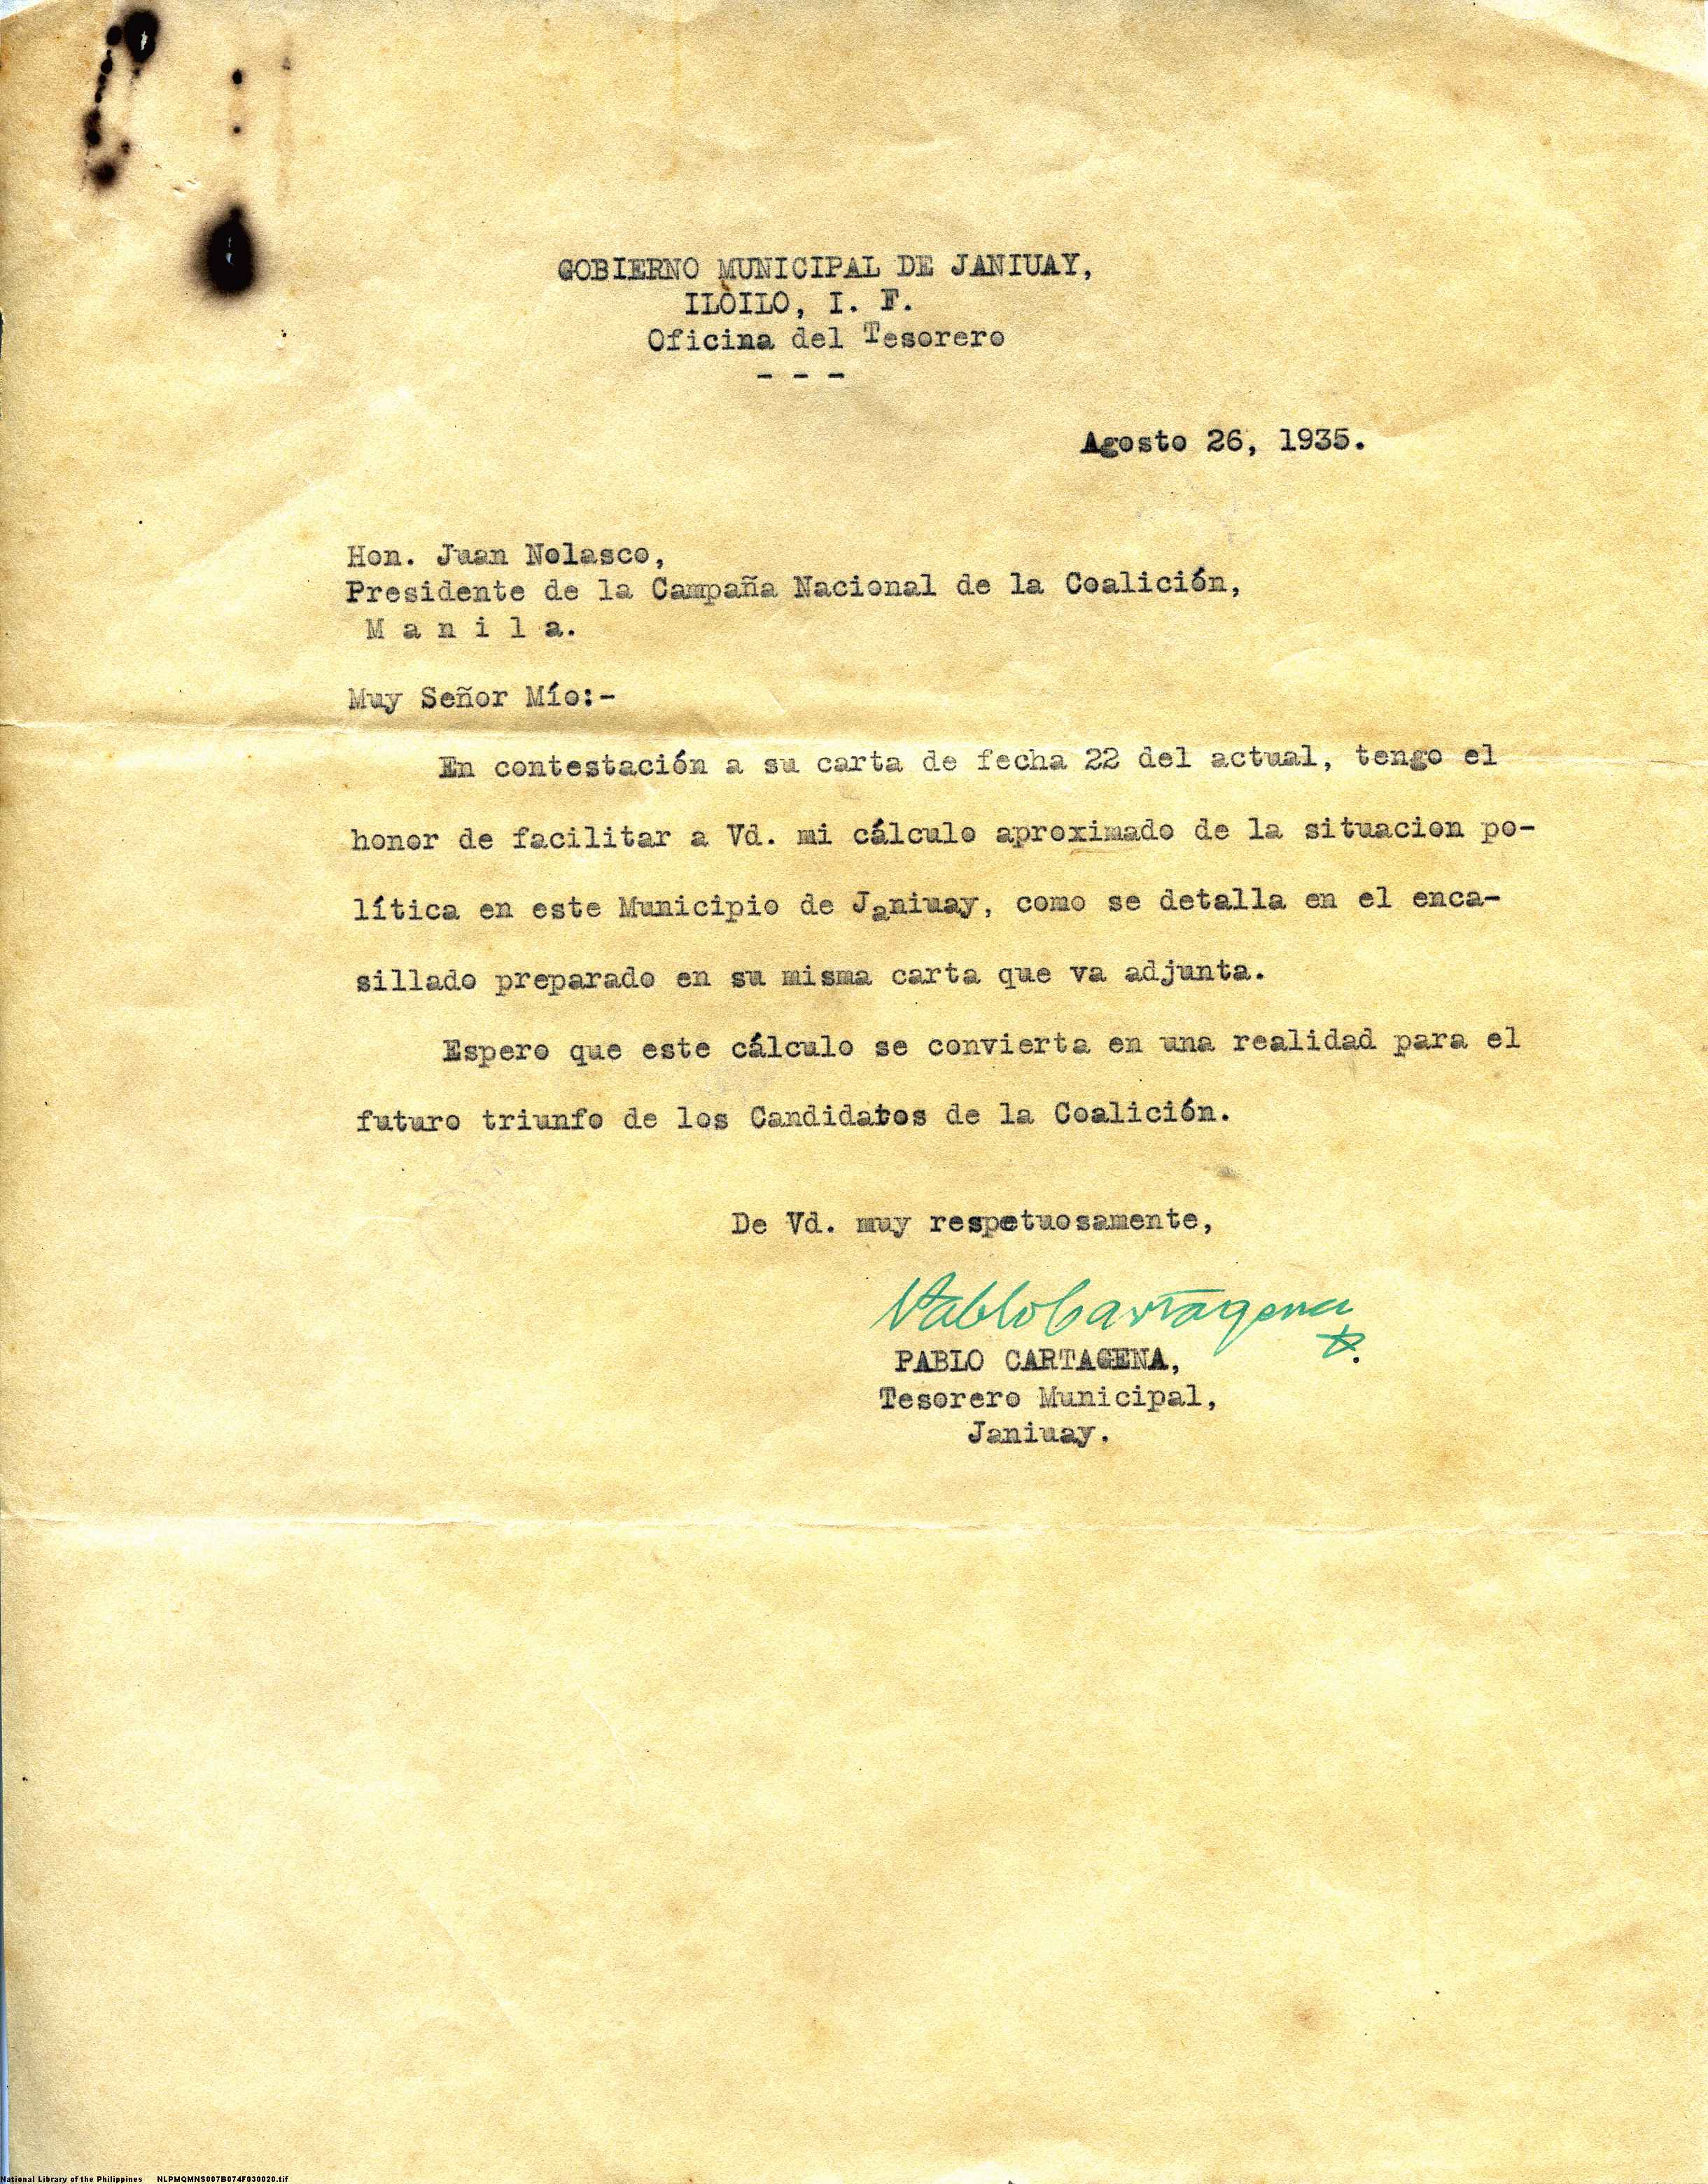 GOBIERNO MUNICIPAL DE JANIUAY,
ILOILO, I. F.
Oficina del Tesorero
- - -
Agosto 26, 1935.
Hon. Juan Nolasco,
Presidente de la Campaña Nacional de la Coalición,
M a n i l a.
Muy Señor Mío:-
En contestación a su carta de fecha 22 del actual, tengo el
honor de facilitar a Vd. mi cálculo aproximado de la situacion po-
lítica en este Municipio de Janiuay, como se detalla en el enca-
sillado preparado en su misma carta que va adjunta.
Espero que este cálculo se convierta en una realidad para el
futuro triunfo de los Candidatos de la Coalición.
De Vd. muy respetuosamente,
Pablo Cartagena
PABLO CARTAGENA,
Tesorero Municipal,
Janiuay.
National Library of the Philippines NLPMQMNS007B074F030020.tif